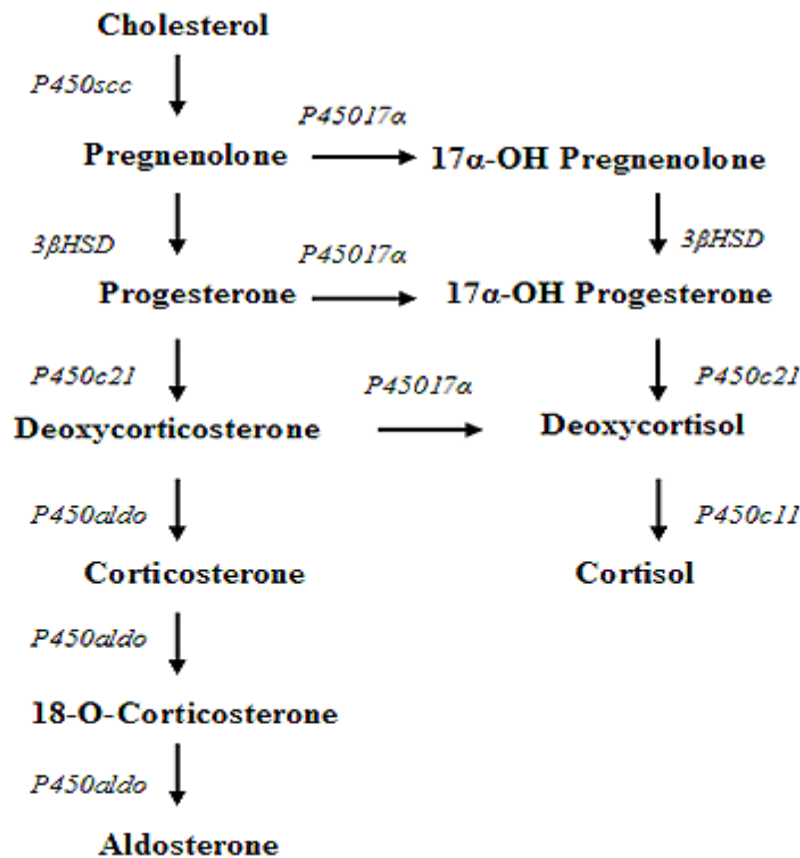 Cholesterol
P450scc
P45017α
Pregnenolone
17α-OH Pregnenolone
3βHSD
3βHSD
P45017α
Progesterone
17α-OH Progesterone
P450c21
P450c21
P45017α
Deoxycorticosterone
Deoxycortisol
P450aldo
P450c11
Corticosterone
Cortisol
P450aldo
18-O-Corticosterone
P450aldo
Aldosterone